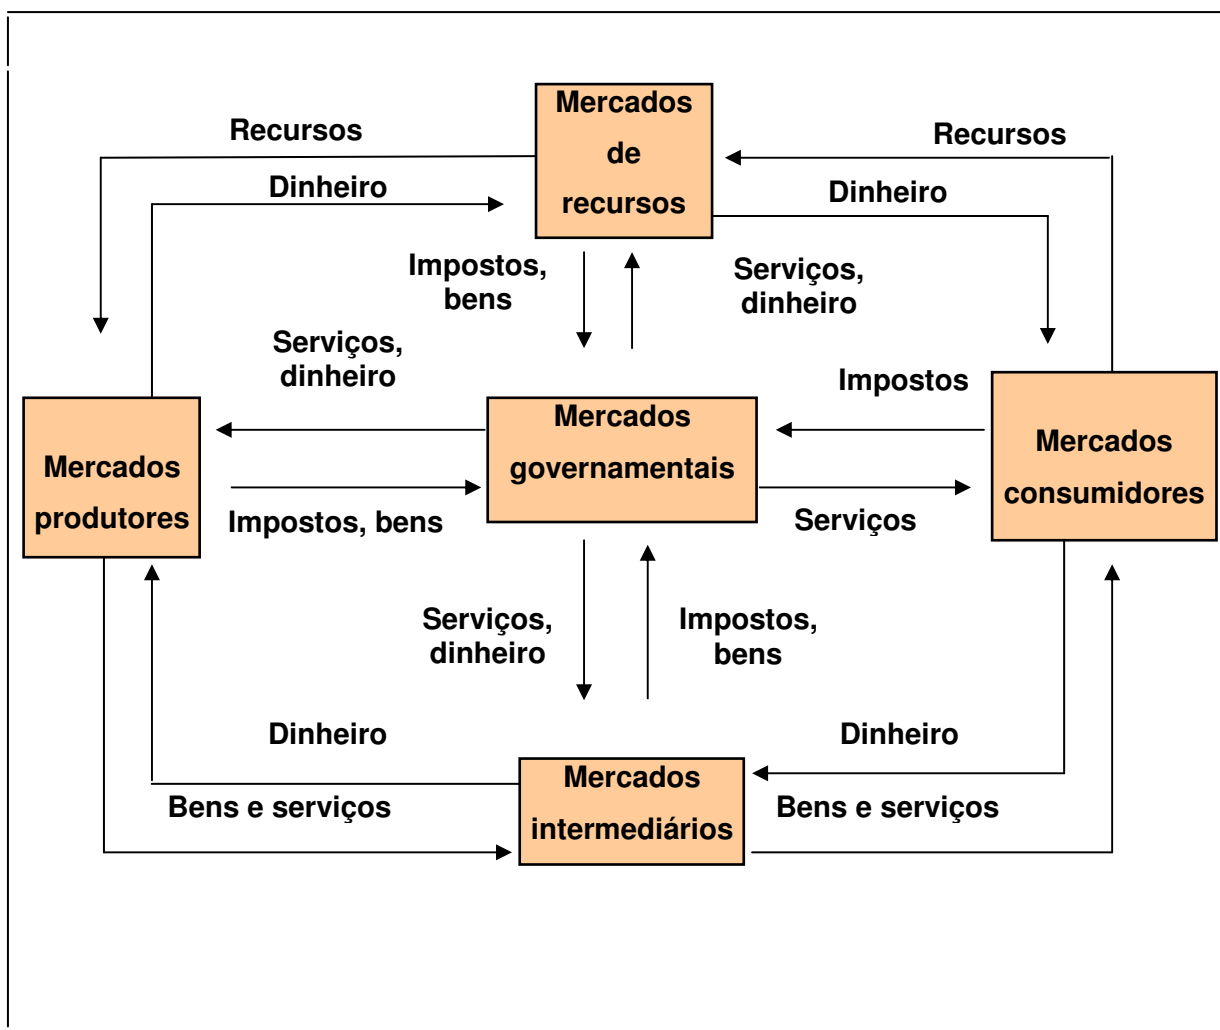 Mercados
de
recursos
Recursos
Recursos
Dinheiro
Dinheiro
Impostos,
bens
Serviços,
dinheiro
Serviços,
dinheiro
Impostos
Mercados
produtores
Mercados
governamentais
Mercados
consumidores
Impostos, bens
Serviços
Serviços,
dinheiro
Impostos,
bens
Dinheiro
Dinheiro
Bens e serviços
Mercados
intermediários
Bens e serviços